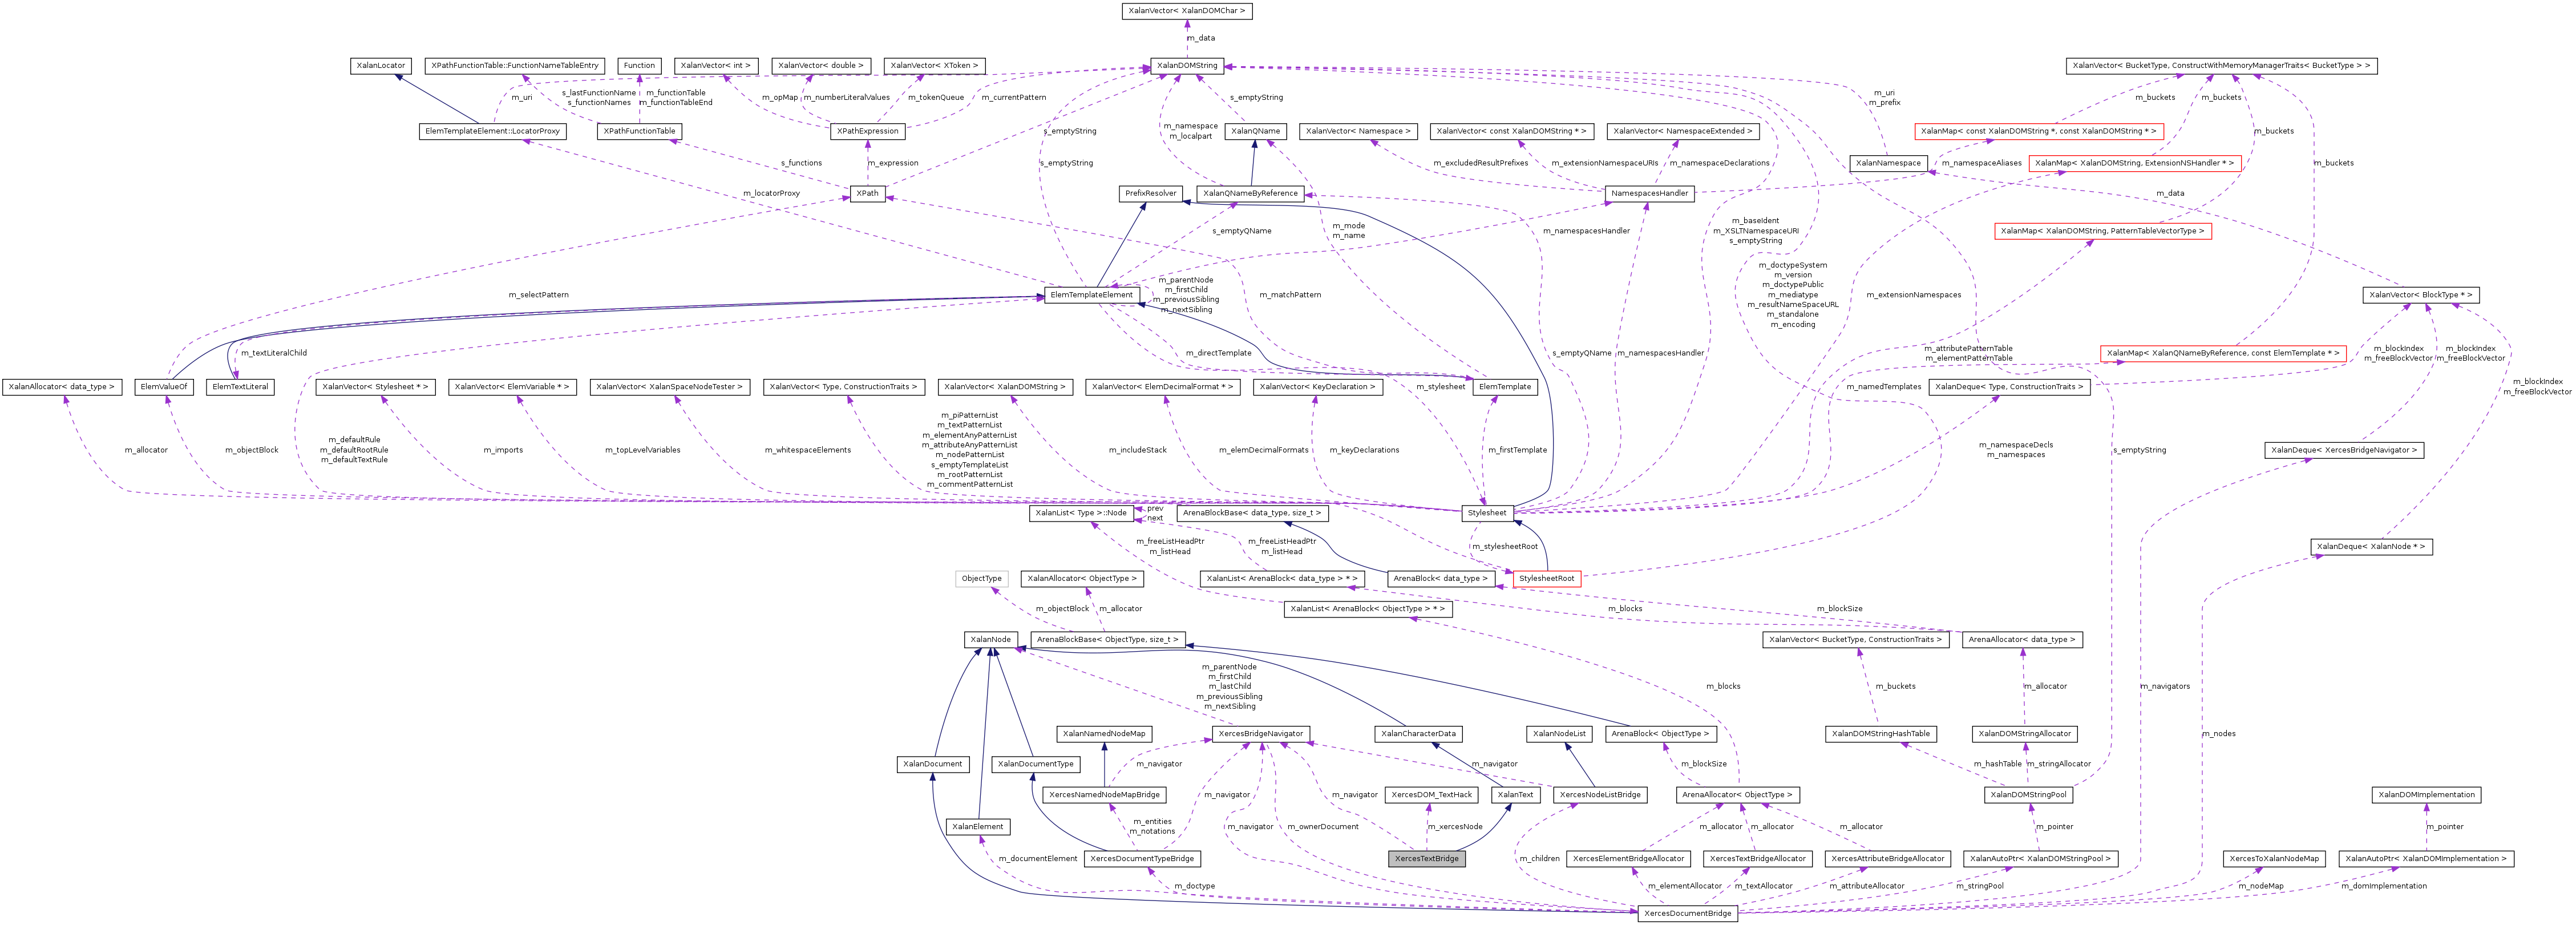 XalanVector< XalanDOMChar >
m_data
XalanLocator
XPathFunctionTable::FunctionNameTableEntry
Function
XalanVector< int >
XalanVector< double >
XalanVector< XToken >
XalanDOMString
XalanVector< BucketType, ConstructWithMemoryManagerTraits< BucketType > >
m_uri
s_lastFunctionName
s_functionNames
m_functionTable
m_functionTableEnd
m_opMap
m_numberLiteralValues
m_tokenQueue
m_currentPattern
s_emptyString
m_uri
m_prefix
m_buckets
m_buckets
ElemTemplateElement::LocatorProxy
XPathFunctionTable
XPathExpression
s_emptyString
m_namespace
m_localpart
XalanQName
XalanVector< Namespace >
XalanVector< const XalanDOMString * >
XalanVector< NamespaceExtended >
XalanMap< const XalanDOMString *, const XalanDOMString * >
m_buckets
s_functions
m_expression
s_emptyString
m_excludedResultPrefixes
m_extensionNamespaceURIs
m_namespaceDeclarations
XalanNamespace
m_namespaceAliases
XalanMap< XalanDOMString, ExtensionNSHandler * >
m_buckets
m_locatorProxy
XPath
PrefixResolver
XalanQNameByReference
NamespacesHandler
m_data
s_emptyQName
m_mode
m_name
m_namespacesHandler
m_baseIdent
m_XSLTNamespaceURI
s_emptyString
XalanMap< XalanDOMString, PatternTableVectorType >
m_selectPattern
ElemTemplateElement
m_parentNode
m_firstChild
m_previousSibling
m_nextSibling
m_matchPattern
m_doctypeSystem
m_version
m_doctypePublic
m_mediatype
m_resultNameSpaceURL
m_standalone
m_encoding
m_extensionNamespaces
XalanVector< BlockType * >
m_textLiteralChild
m_directTemplate
s_emptyQName
m_namespacesHandler
m_attributePatternTable
m_elementPatternTable
XalanMap< XalanQNameByReference, const ElemTemplate * >
m_blockIndex
m_freeBlockVector
m_blockIndex
m_freeBlockVector
XalanAllocator< data_type >
ElemValueOf
ElemTextLiteral
XalanVector< Stylesheet * >
XalanVector< ElemVariable * >
XalanVector< XalanSpaceNodeTester >
XalanVector< Type, ConstructionTraits >
XalanVector< XalanDOMString >
XalanVector< ElemDecimalFormat * >
XalanVector< KeyDeclaration >
m_stylesheet
ElemTemplate
m_namedTemplates
XalanDeque< Type, ConstructionTraits >
m_blockIndex
m_freeBlockVector
m_allocator
m_objectBlock
m_defaultRule
m_defaultRootRule
m_defaultTextRule
m_imports
m_topLevelVariables
m_whitespaceElements
m_piPatternList
m_textPatternList
m_elementAnyPatternList
m_attributeAnyPatternList
m_nodePatternList
s_emptyTemplateList
m_rootPatternList
m_commentPatternList
m_includeStack
m_elemDecimalFormats
m_keyDeclarations
m_firstTemplate
m_namespaceDecls
m_namespaces
s_emptyString
XalanDeque< XercesBridgeNavigator >
XalanList< Type >::Node
prev
next
ArenaBlockBase< data_type, size_t >
Stylesheet
m_freeListHeadPtr
m_listHead
m_freeListHeadPtr
m_listHead
m_stylesheetRoot
XalanDeque< XalanNode * >
ObjectType
XalanAllocator< ObjectType >
XalanList< ArenaBlock< data_type > * >
ArenaBlock< data_type >
StylesheetRoot
m_objectBlock
m_allocator
XalanList< ArenaBlock< ObjectType > * >
m_blocks
m_blockSize
XalanNode
ArenaBlockBase< ObjectType, size_t >
XalanVector< BucketType, ConstructionTraits >
ArenaAllocator< data_type >
m_parentNode
m_firstChild
m_lastChild
m_previousSibling
m_nextSibling
m_blocks
m_buckets
m_allocator
m_navigators
XalanNamedNodeMap
XercesBridgeNavigator
XalanCharacterData
XalanNodeList
ArenaBlock< ObjectType >
XalanDOMStringHashTable
XalanDOMStringAllocator
m_nodes
XalanDocument
XalanDocumentType
m_navigator
m_navigator
m_blockSize
m_hashTable
m_stringAllocator
XercesNamedNodeMapBridge
m_navigator
m_navigator
XercesDOM_TextHack
XalanText
XercesNodeListBridge
ArenaAllocator< ObjectType >
XalanDOMStringPool
XalanDOMImplementation
XalanElement
m_entities
m_notations
m_navigator
m_ownerDocument
m_xercesNode
m_allocator
m_allocator
m_allocator
m_pointer
m_pointer
m_documentElement
XercesDocumentTypeBridge
XercesTextBridge
m_children
XercesElementBridgeAllocator
XercesTextBridgeAllocator
XercesAttributeBridgeAllocator
XalanAutoPtr< XalanDOMStringPool >
XercesToXalanNodeMap
XalanAutoPtr< XalanDOMImplementation >
m_doctype
m_elementAllocator
m_textAllocator
m_attributeAllocator
m_stringPool
m_nodeMap
m_domImplementation
XercesDocumentBridge